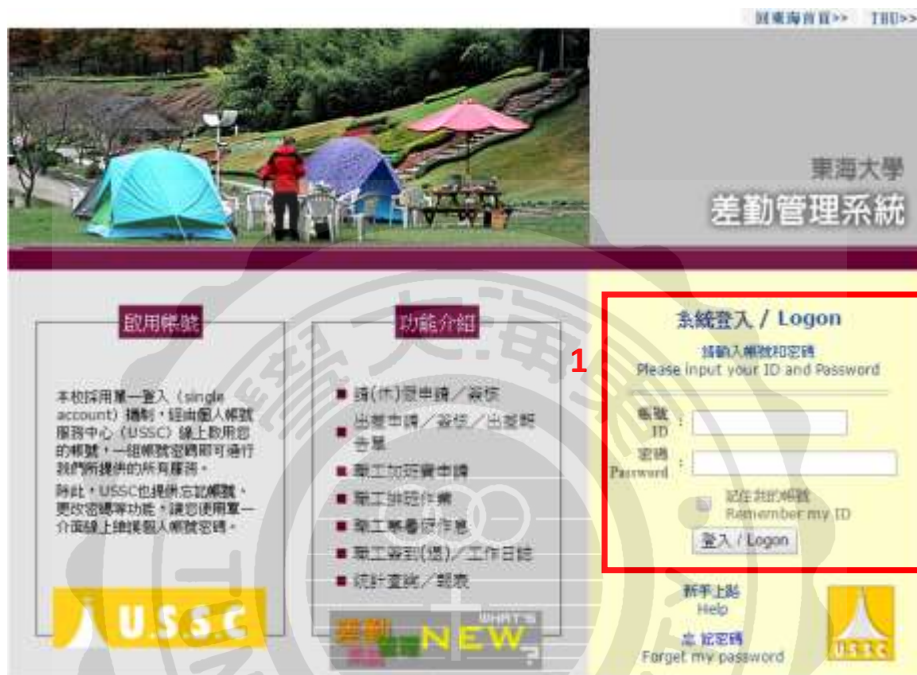 回東海首頁>> THU>>
東海大學
差勤管理系統
啟用帳號
本校採用單一登入（single
account）機制，經由個人帳號
服務中心（USSC）線上啟用您
的帳號，一組帳號密碼即可通行
我們所提供的所有服務。
除此，USSC也提供忘記帳號、
更改密碼等功能，讓您使用單一
介面線上維護個人帳號密碼。
U.S.S.C
功能介紹
請(休)假申請／簽核
出差申請／簽核／出差報
告單
職工加班費申請
職工排班作業
職工寒暑假作息
職工簽到(退)／工作日誌
統計查詢／報表
差勤
WHAT'S
NEW
?
1
系統登入 / Logon
請輸入帳號和密碼
Please input your ID and Password
帳號
ID :
密碼
Password :
記住我的帳號
Remember my ID
登入 / Logon
新手上路
Help
忘記密碼
Forget my password
USSC